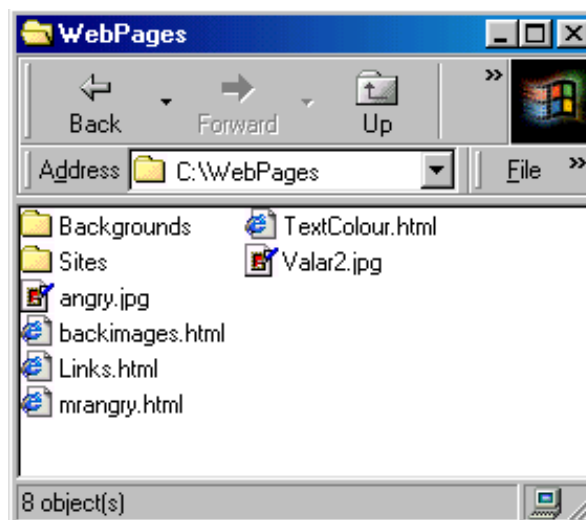 WebPages
Back Forward Up »
Address C:\WebPages File »
Backgrounds TextColour.html
Sites Valar2.jpg
angry.jpg
backimages.html
Links.html
mrangry.html
8 object(s)